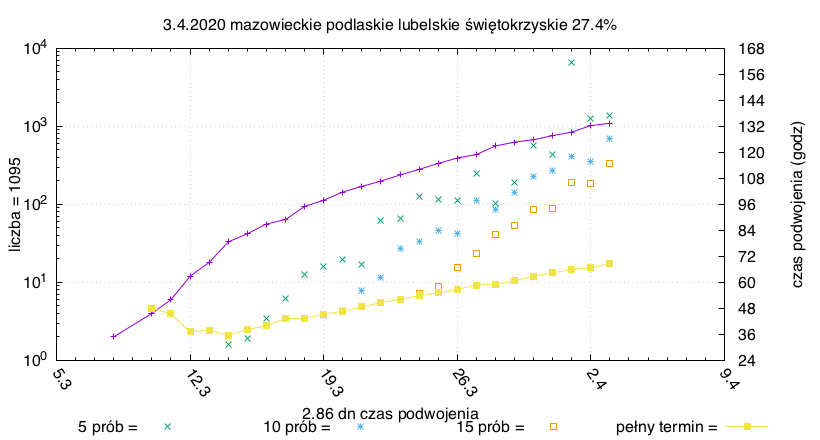 3.4.2020 mazowieckie podlaskie lubelskie świętokrzyskie 27.4%
10⁴ 168
156
144
10³ 132
120
108
10² 96
84
72
10¹ 60
48
36
10⁰ 24
liczba = 1095
czas podwojenia (godz)
5.3 12.3 19.3 26.3 2.4 9.4
2.86 dn czas podwojenia
5 prób = 10 prób = 15 prób = pełny termin =